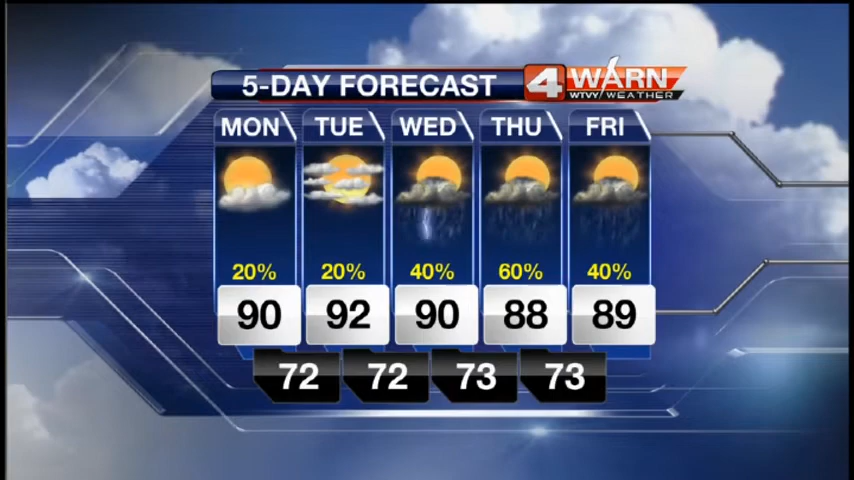 5-DAY FORECAST 4 WARN
WTVY WEATHER
MON TUE WED THU FRI
20% 20% 40% 60% 40%
90 92 90 88 89
72 72 73 73